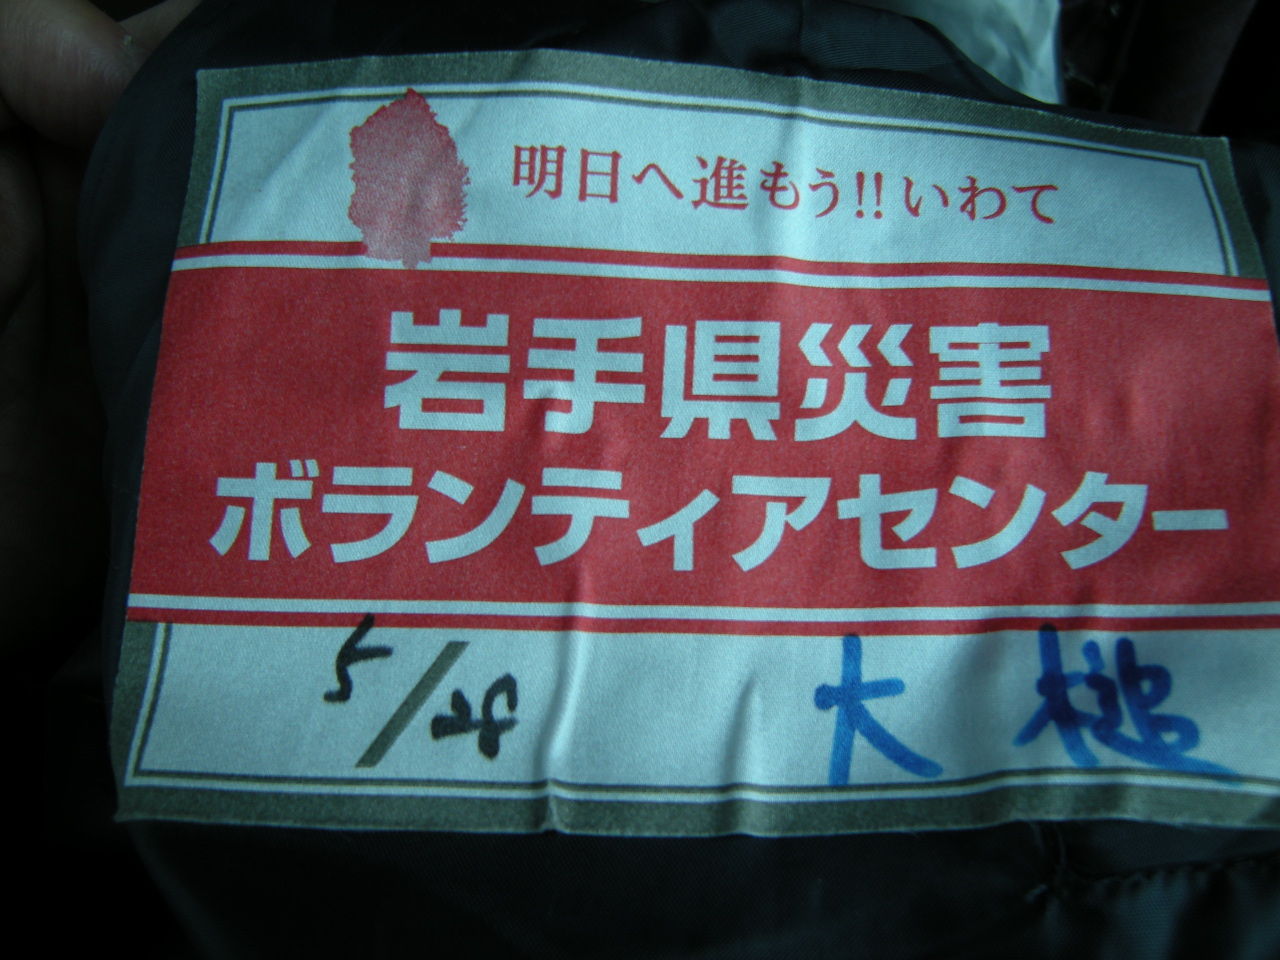 明日へ進もう!!いわて
岩手県災害
ボランティアセンター
5/28 大槌